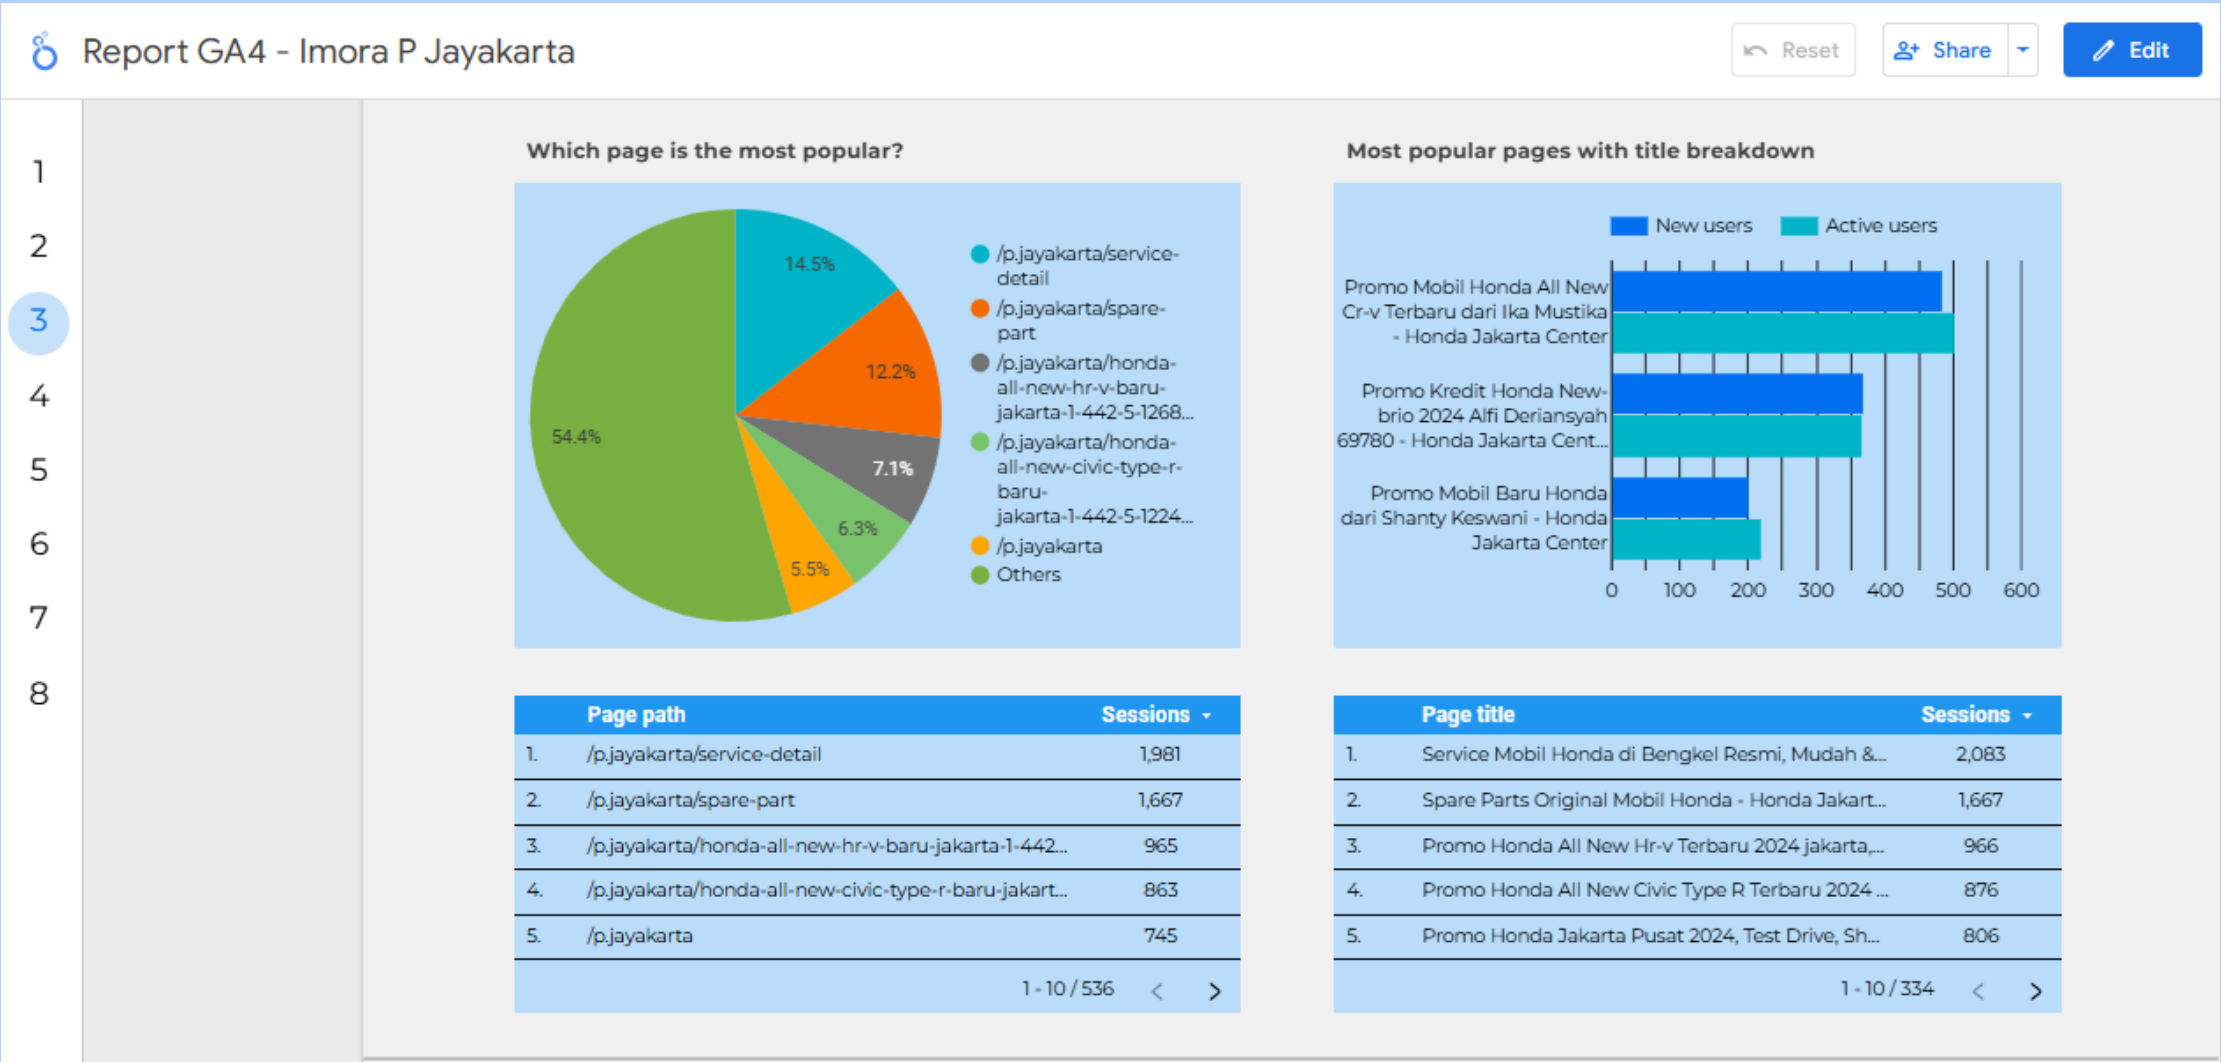 Report GA4 - Imora P Jayakarta
Reset
Share
Edit
1
2
3
4
5
6
7
8
Which page is the most popular?
14.5%
12.2%
7.1%
6.3%
5.5%
54.4%
/p.jayakarta/service-
detail
/p.jayakarta/spare-
part
/p.jayakarta/honda-
all-new-hr-v-baru-
jakarta-1-442-5-1268...
/p.jayakarta/honda-
all-new-civic-type-r-
baru-
jakarta-1-442-5-1224...
/p.jayakarta
Others
Most popular pages with title breakdown
New users
Active users
Promo Mobil Honda All New
Cr-v Terbaru dari Ika Mustika
- Honda Jakarta Center
Promo Kredit Honda New-
brio 2024 Alfi Deriansyah
69780 - Honda Jakarta Cent...
Promo Mobil Baru Honda
dari Shanty Keswani - Honda
Jakarta Center
0 100 200 300 400 500 600
Page path Sessions
1. /p.jayakarta/service-detail 1,981
2. /p.jayakarta/spare-part 1,667
3. /p.jayakarta/honda-all-new-hr-v-baru-jakarta-1-442... 965
4. /p.jayakarta/honda-all-new-civic-type-r-baru-jakart... 863
5. /p.jayakarta 745
1 - 10 / 536
Page title Sessions
1. Service Mobil Honda di Bengkel Resmi, Mudah &... 2,083
2. Spare Parts Original Mobil Honda - Honda Jakart... 1,667
3. Promo Honda All New Hr-v Terbaru 2024 jakarta,... 966
4. Promo Honda All New Civic Type R Terbaru 2024 ... 876
5. Promo Honda Jakarta Pusat 2024, Test Drive, Sh... 806
1 - 10 / 334